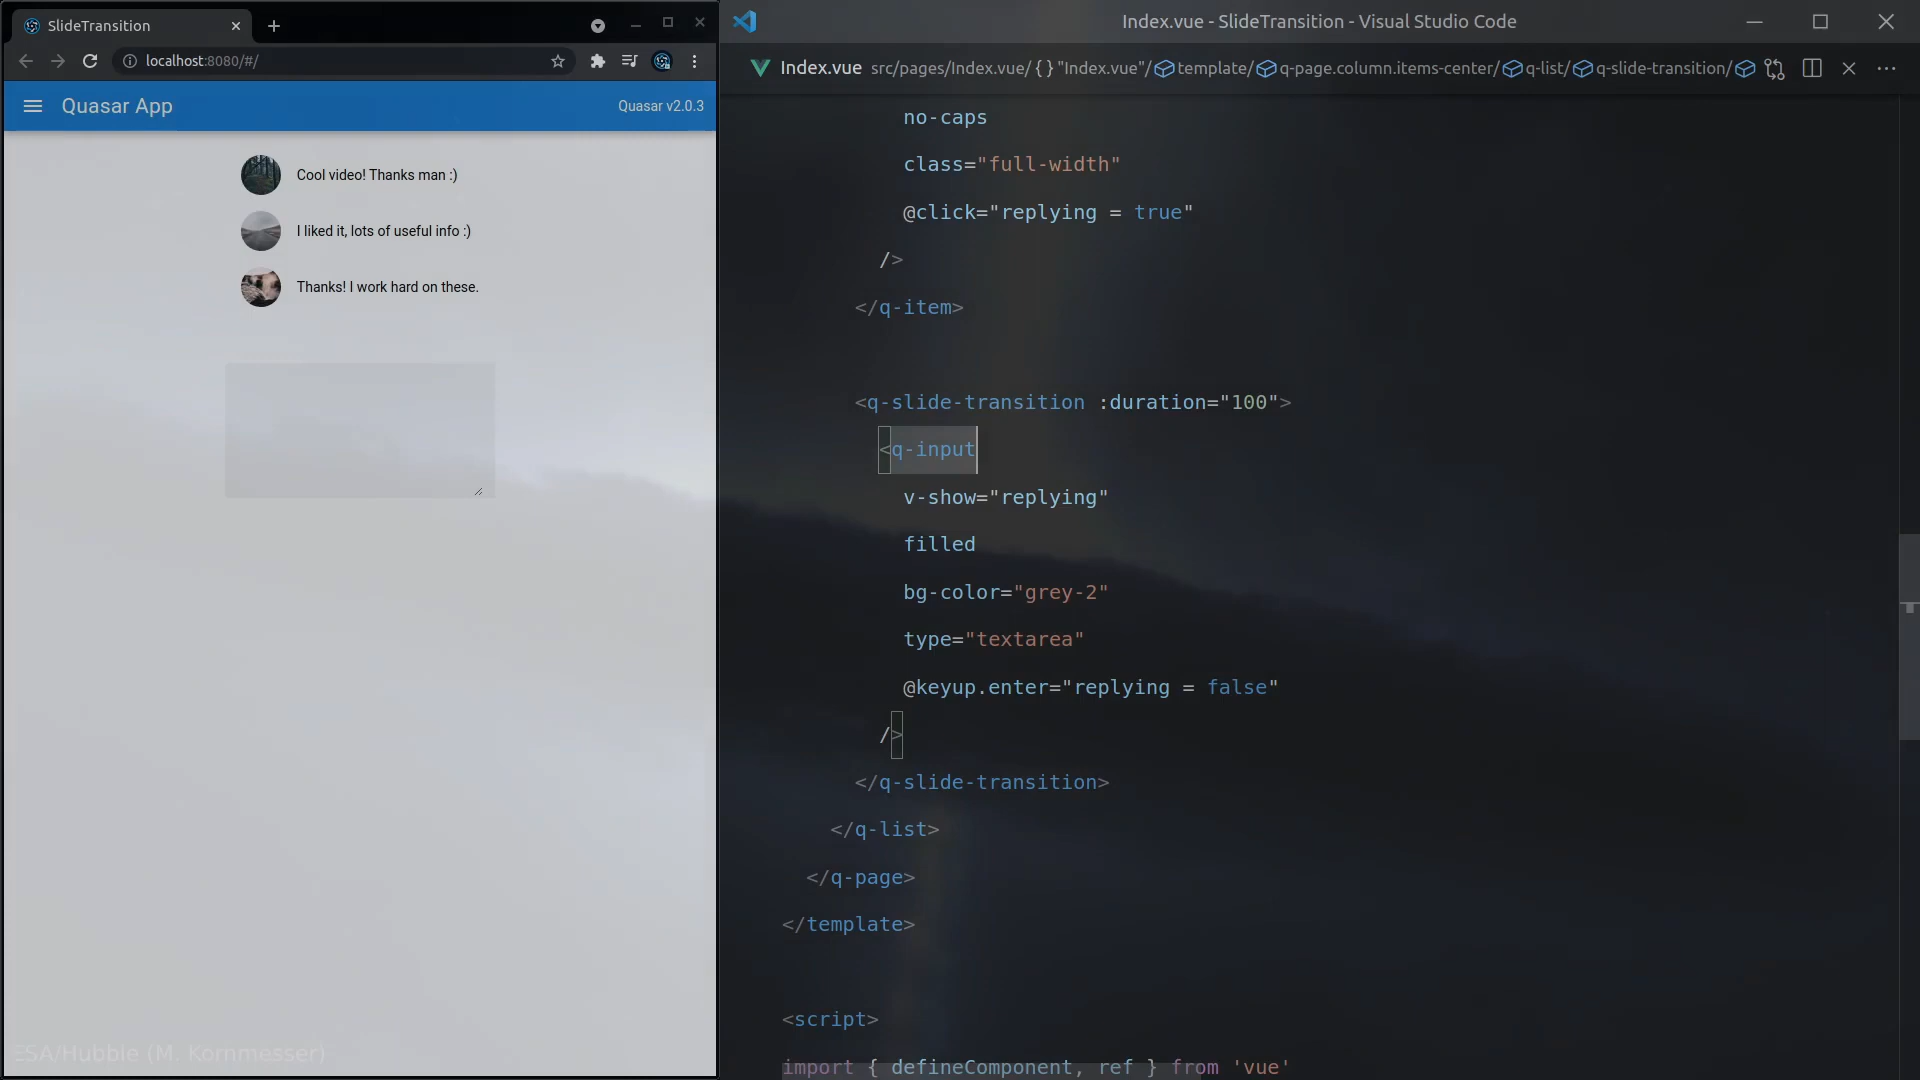 SlideTransition
localhost:8080/#/
Quasar App
Quasar v2.0.3
Cool video! Thanks man :)
I liked it, lots of useful info :)
Thanks! I work hard on these.
ESA/Hubble (M. Kornmesser)
Index.vue - SlideTransition - Visual Studio Code
Index.vue src/pages/Index.vue/ {} "Index.vue"/ template/ q-page.column.items-center/ q-list/ q-slide-transition/
no-caps
class="full-width"
@click="replying = true"
/>
</q-item>
<q-slide-transition :duration="100">
<q-input
v-show="replying"
filled
bg-color="grey-2"
type="textarea"
@keyup.enter="replying = false"
/>
</q-slide-transition>
</q-list>
</q-page>
</template>
<script>
import { defineComponent, ref } from 'vue'